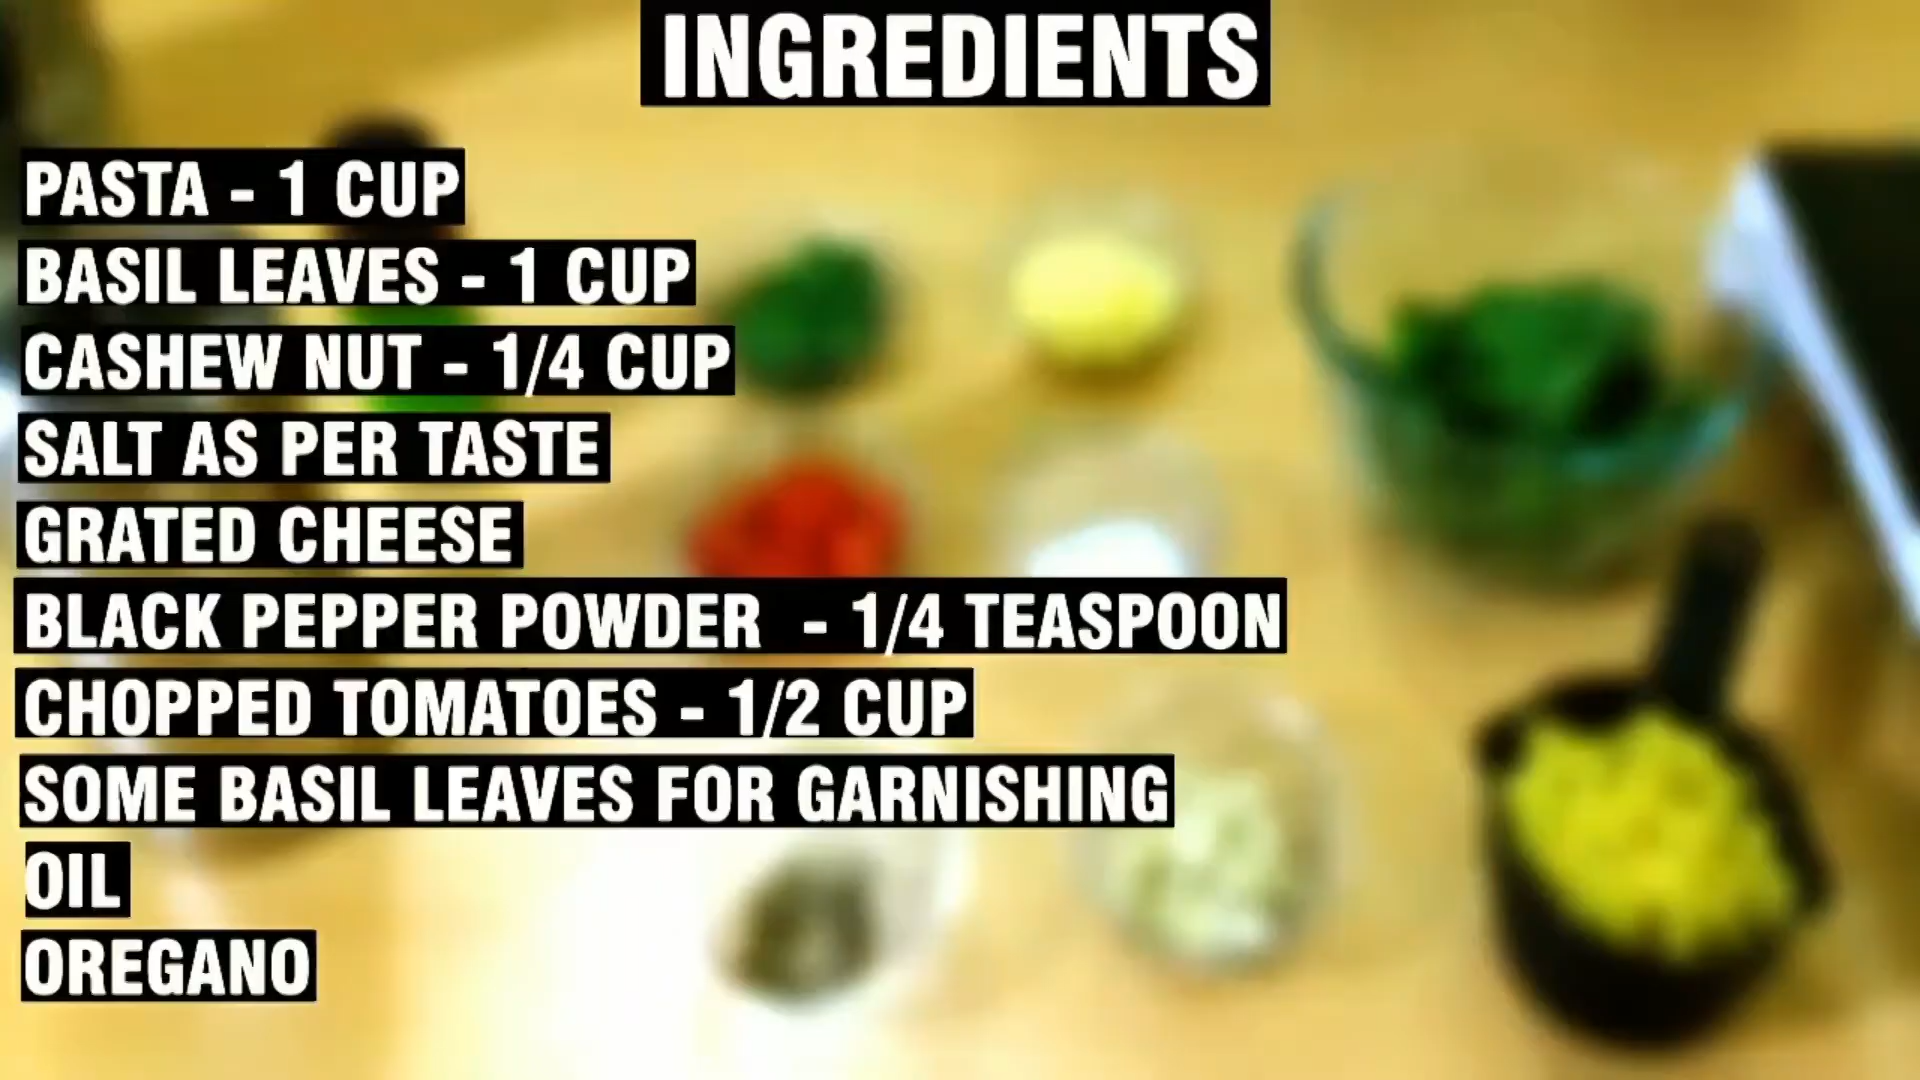 INGREDIENTS
PASTA - 1 CUP
BASIL LEAVES - 1 CUP
CASHEW NUT - 1/4 CUP
SALT AS PER TASTE
GRATED CHEESE
BLACK PEPPER POWDER - 1/4 TEASPOON
CHOPPED TOMATOES - 1/2 CUP
SOME BASIL LEAVES FOR GARNISHING
OIL
OREGANO